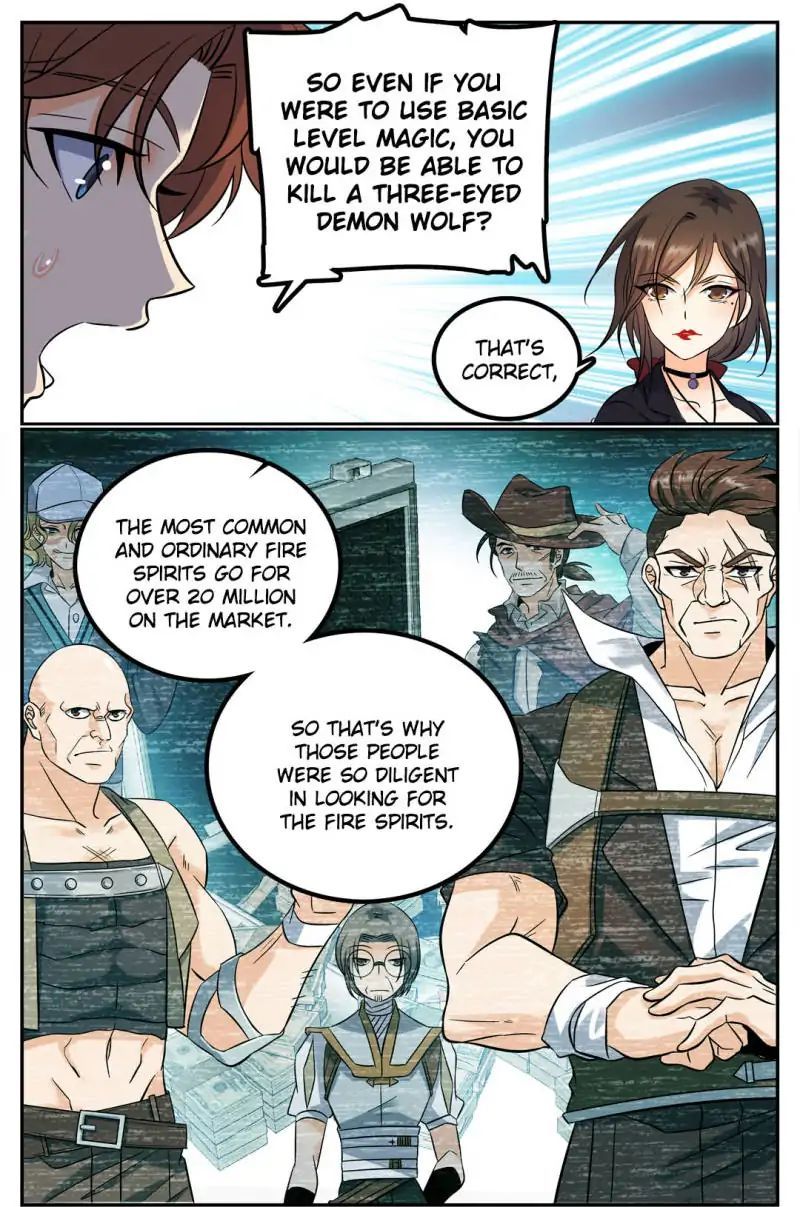 SO EVEN IF YOU
WERE TO USE BASIC
LEVEL MAGIC, YOU
WOULD BE ABLE TO
KILL A THREE-EYED
DEMON WOLF?
THAT'S
CORRECT,
THE MOST COMMON
AND ORDINARY FIRE
SPIRITS GO FOR
OVER 20 MILLION
ON THE MARKET.
SO THAT'S WHY
THOSE PEOPLE
WERE SO DILIGENT
IN LOOKING FOR
THE FIRE SPIRITS.